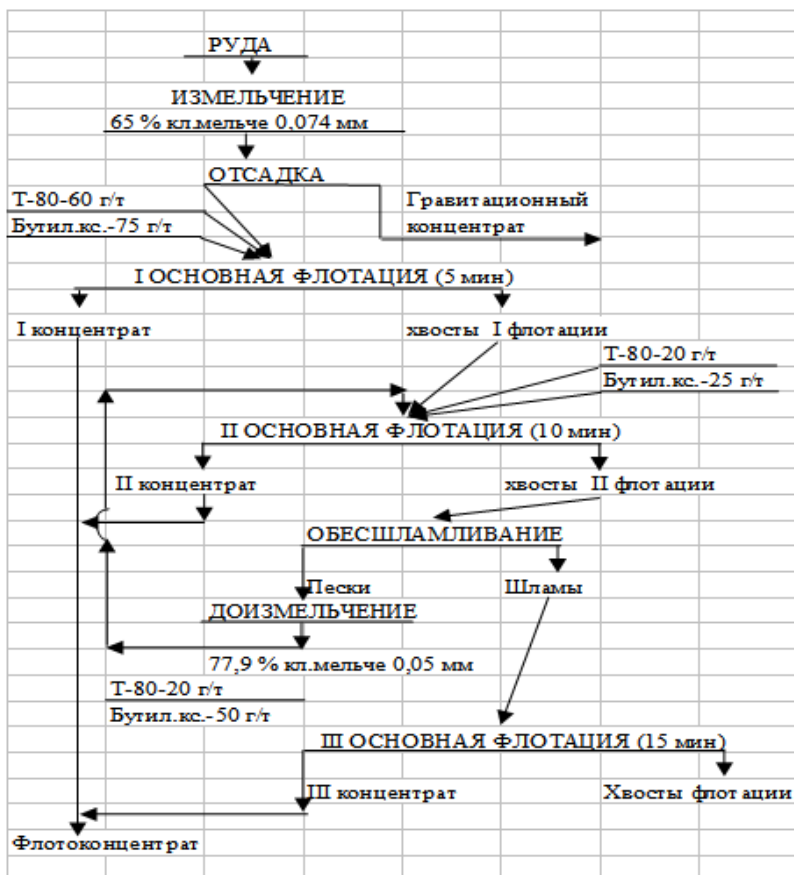 РУДА
ИЗМЕЛЬЧЕНИЕ
65 % кл.мельче 0,074 мм
ОТСАДКА
Т-80-60 г/т
Бутил.кс.-75 г/т
Гравитационный
концентрат
I ОСНОВНАЯ ФЛОТАЦИЯ (5 мин)
I концентрат
хвосты I флотации
Т-80-20 г/т
Бутил.кс.-25 г/т
II ОСНОВНАЯ ФЛОТАЦИЯ (10 мин)
II концентрат
хвосты II флотации
ОБЕСШЛАМЛИВАНИЕ
Пески
Шламы
ДОИЗМЕЛЬЧЕНИЕ
77,9 % кл.мельче 0,05 мм
Т-80-20 г/т
Бутил.кс.-50 г/т
III ОСНОВНАЯ ФЛОТАЦИЯ (15 мин)
III концентрат
Хвосты флотации
Флотоконцентрат